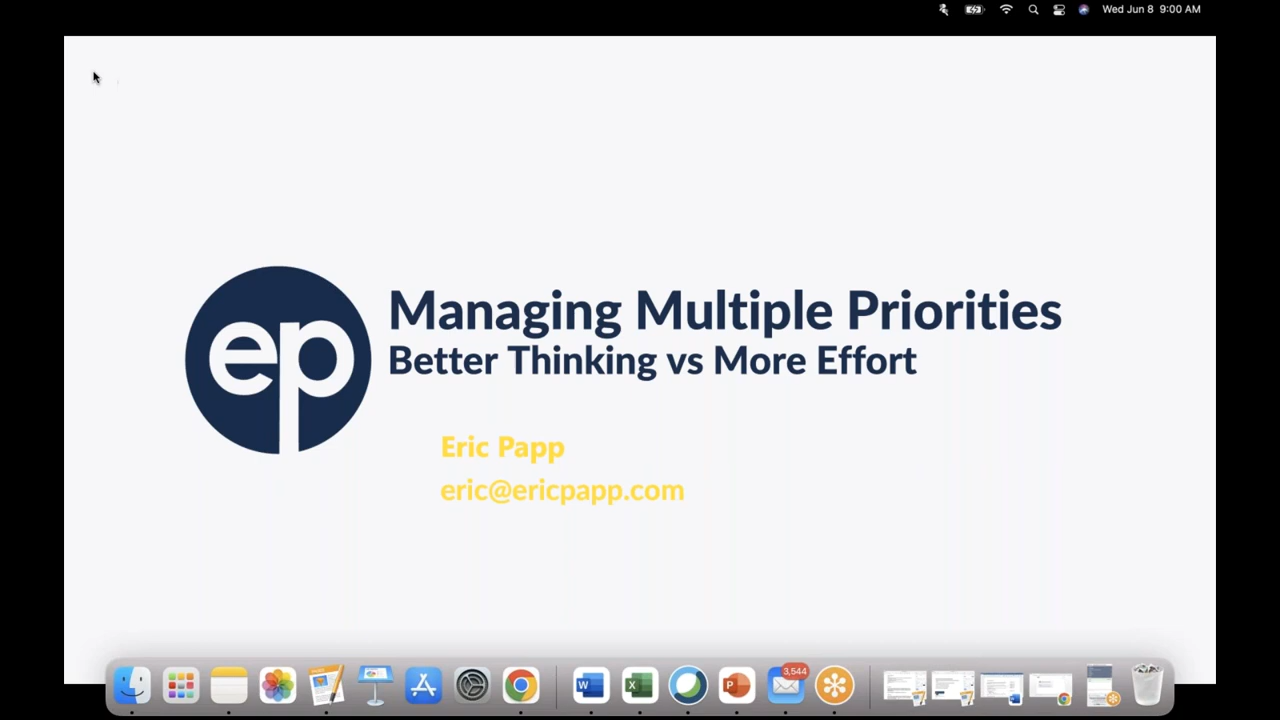 Wed Jun 8 9:00 AM
ep
Managing Multiple Priorities
Better Thinking vs More Effort
Eric Papp
eric@ericpapp.com
3,544
W
X
P